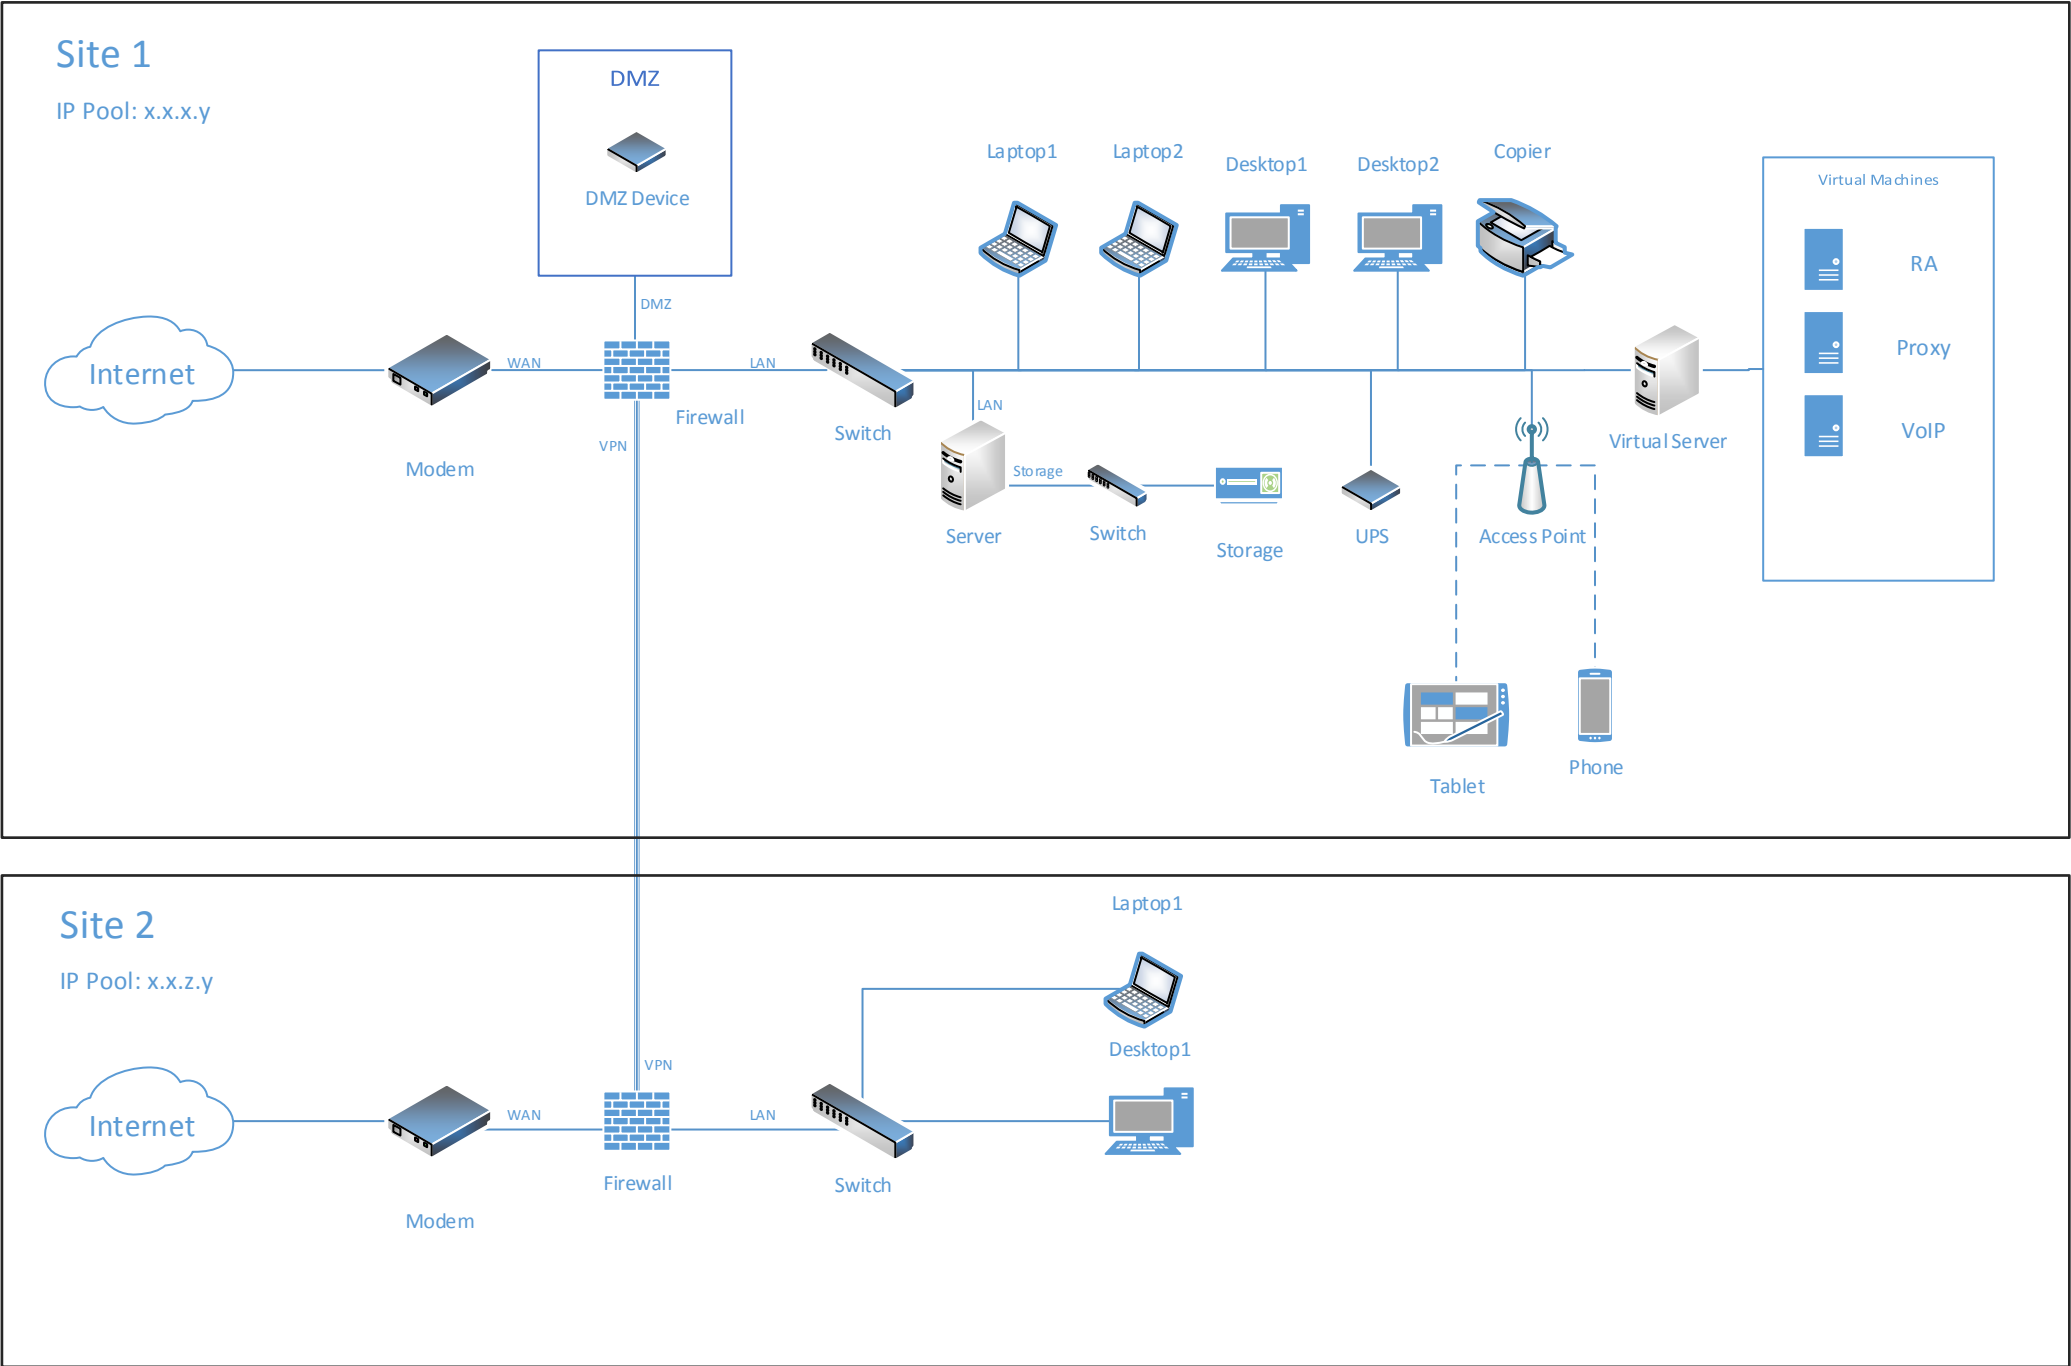 Site 1
IP Pool: x.x.x.y
DMZ
DMZ Device
DMZ
Laptop1
Laptop2
Desktop1
Desktop2
Copier
Virtual Machines
RA
Proxy
VoIP
Internet
Modem
WAN
Firewall
VPN
LAN
Switch
LAN
Server
Storage
Switch
Storage
UPS
Access Point
Virtual Server
Tablet
Phone
Site 2
IP Pool: x.x.z.y
Laptop1
Desktop1
Internet
Modem
WAN
VPN
Firewall
LAN
Switch